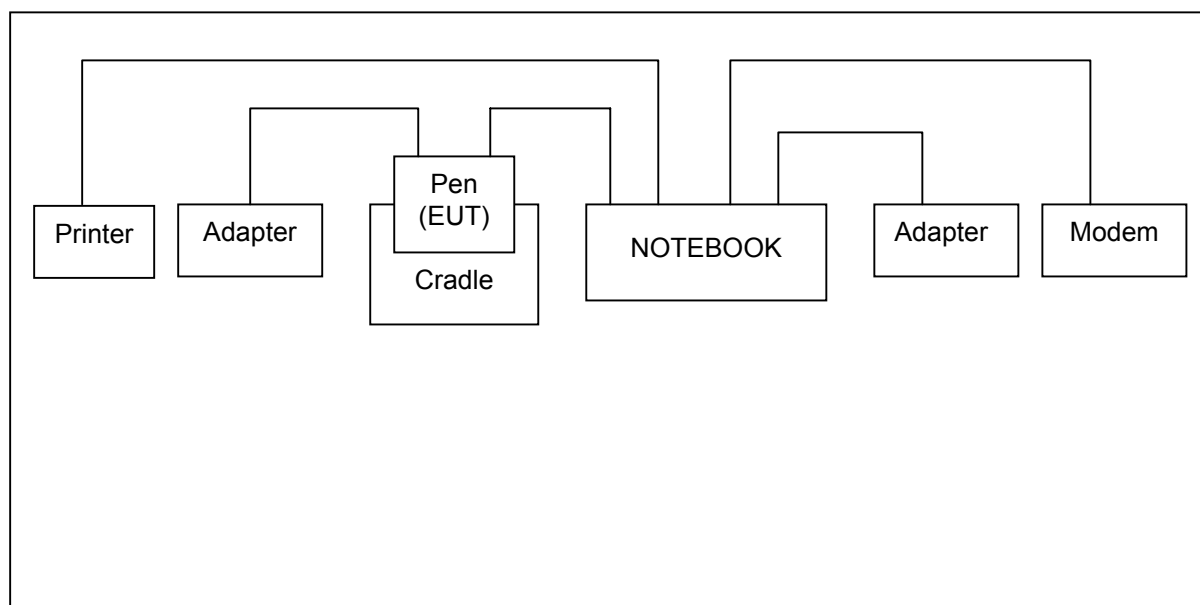 Printer
Adapter
Pen
(EUT)
Cradle
NOTEBOOK
Adapter
Modem